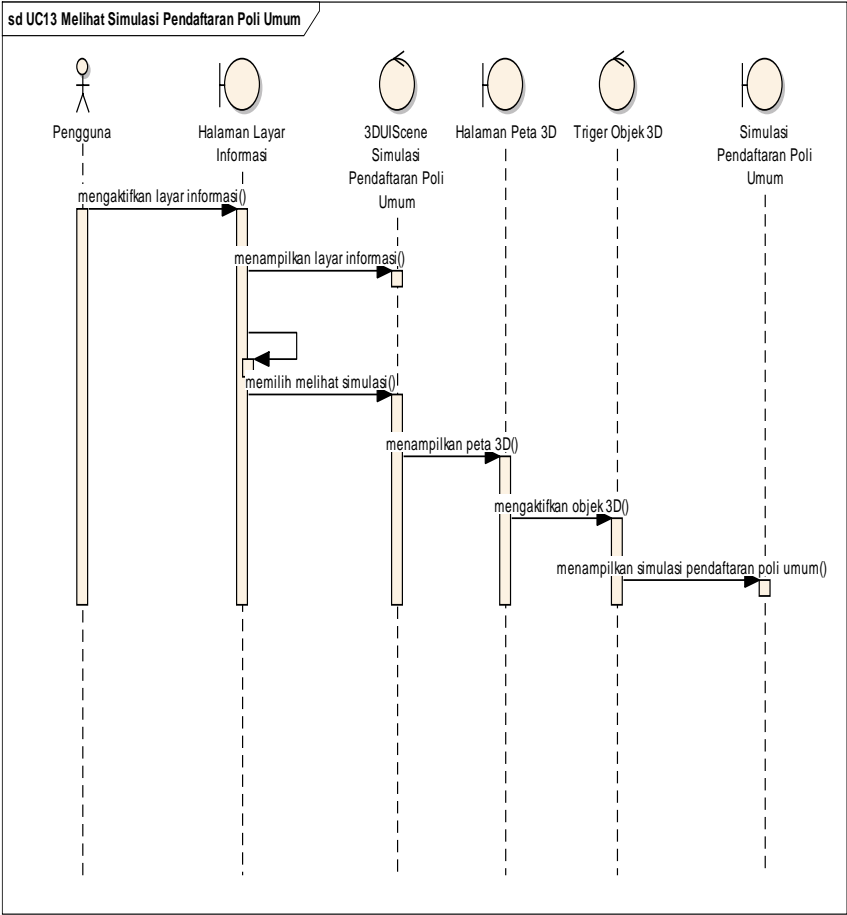 sd UC13 Melihat Simulasi Pendaftaran Poli Umum
Pengguna
Halaman Layar
Informasi
3DUIScene
Simulasi
Pendaftaran Poli
Umum
Halaman Peta 3D
Triger Objek 3D
Simulasi
Pendaftaran Poli
Umum
mengaktifkan layar informasi()
menampilkan layar informasi()
memilih melihat simulasi()
menampilkan peta 3D()
mengaktifkan objek 3D()
menampilkan simulasi pendaftaran poli umum()